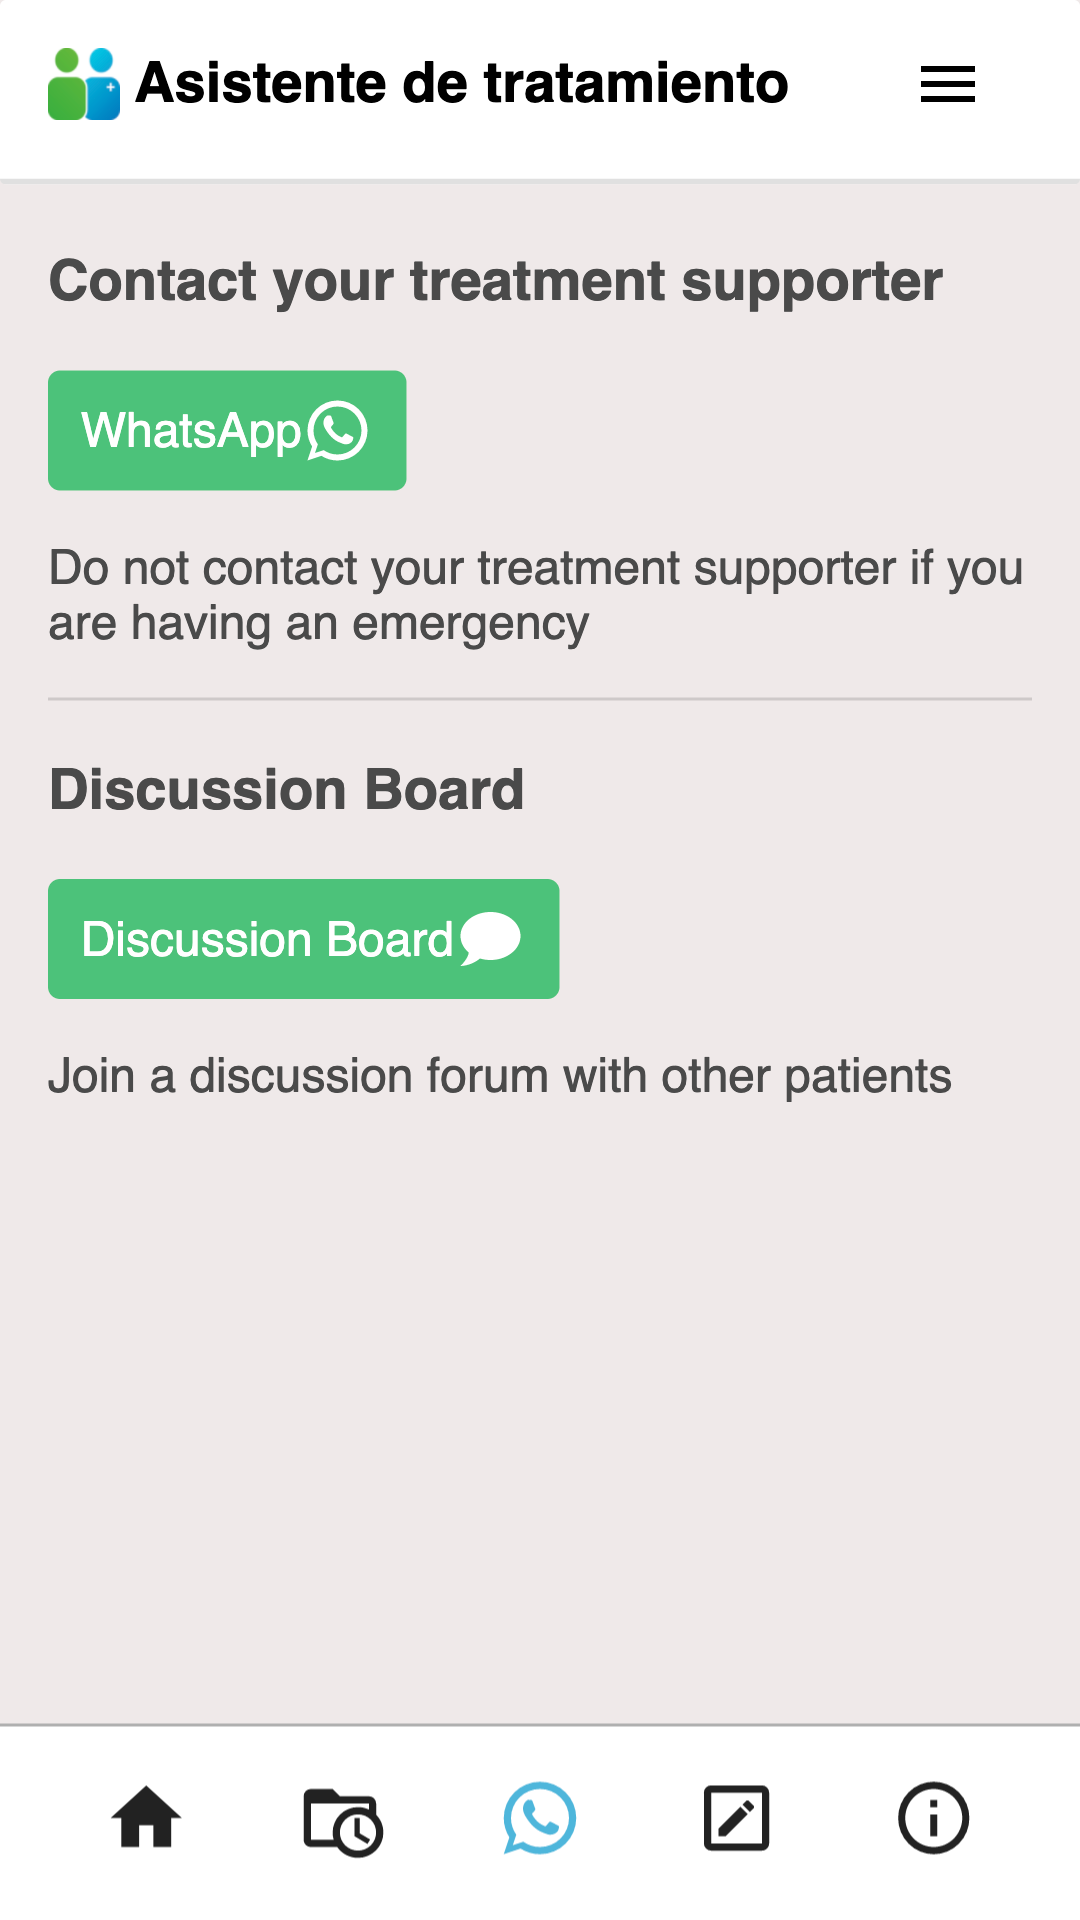 Asistente de tratamiento
Contact your treatment supporter
WhatsApp
Do not contact your treatment supporter if you
are having an emergency
Discussion Board
Discussion Board
Join a discussion forum with other patients